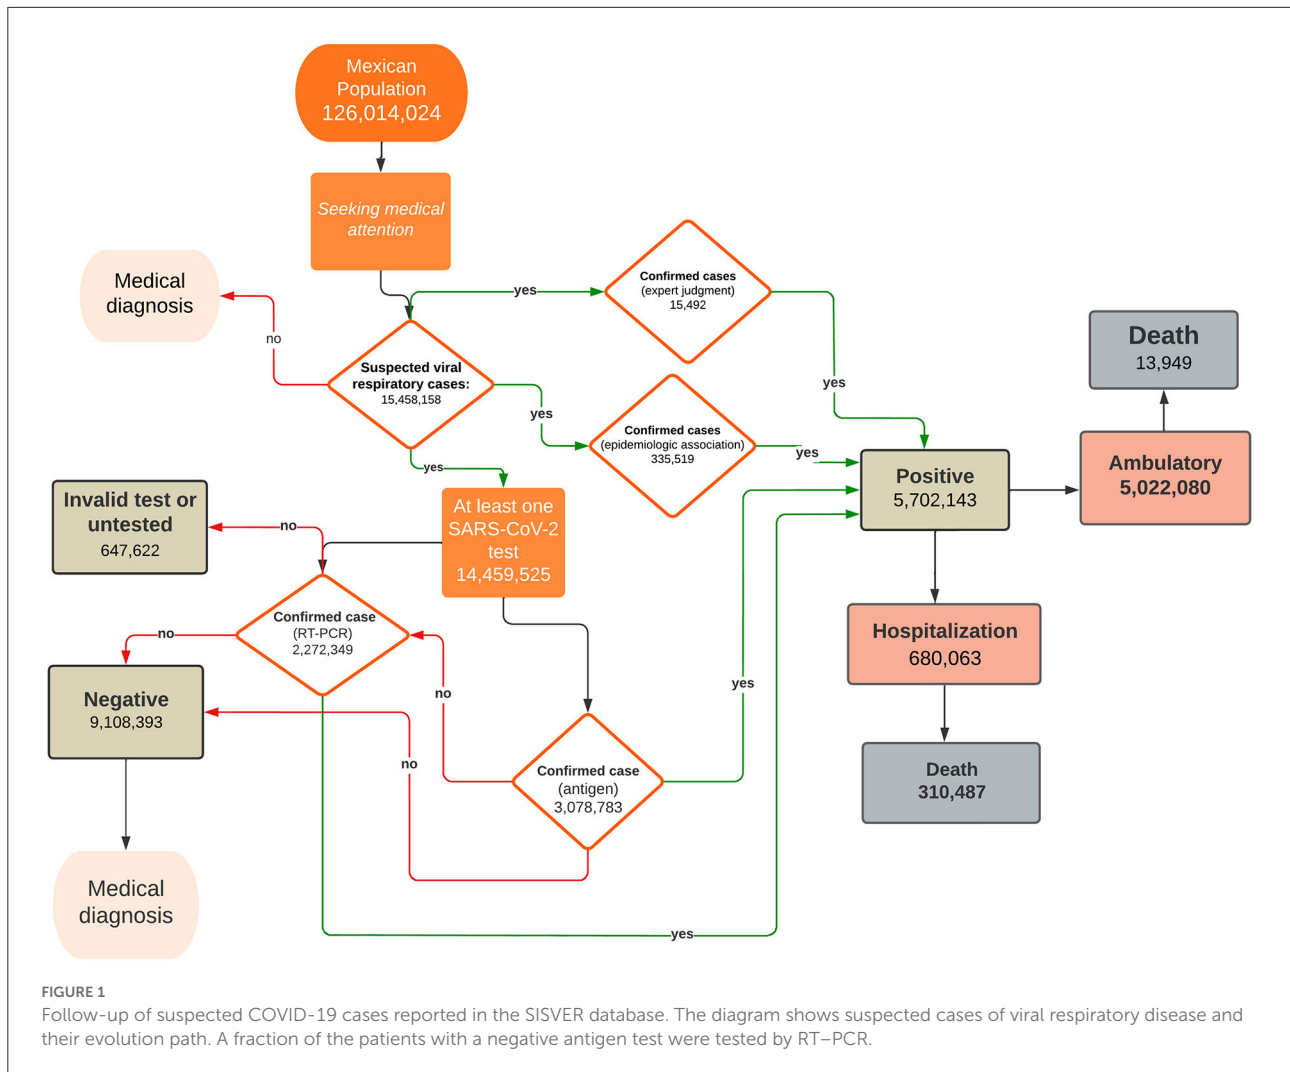 Mexican
Population
126,014,024
Seeking medical
attention
Medical
diagnosis
no
yes
Confirmed cases
(expert judgment)
15,492
Suspected viral
respiratory cases:
15,458,158
yes
yes
Confirmed cases
(epidemiologic association)
335,519
yes
Death
13,949
Ambulatory
5,022,080
yes
Positive
5,702,143
yes
Invalid test or
untested
647,622
no
At least one
SARS-CoV-2
test
14,459,525
Confirmed case
(RT-PCR)
2,272,349
no
Hospitalization
680,063
Negative
9,108,393
no
yes
no
Confirmed case
(antigen)
3,078,783
Death
310,487
Medical
diagnosis
yes
FIGURE 1
Follow-up of suspected COVID-19 cases reported in the SISVER database. The diagram shows suspected cases of viral respiratory disease and
their evolution path. A fraction of the patients with a negative antigen test were tested by RT–PCR.